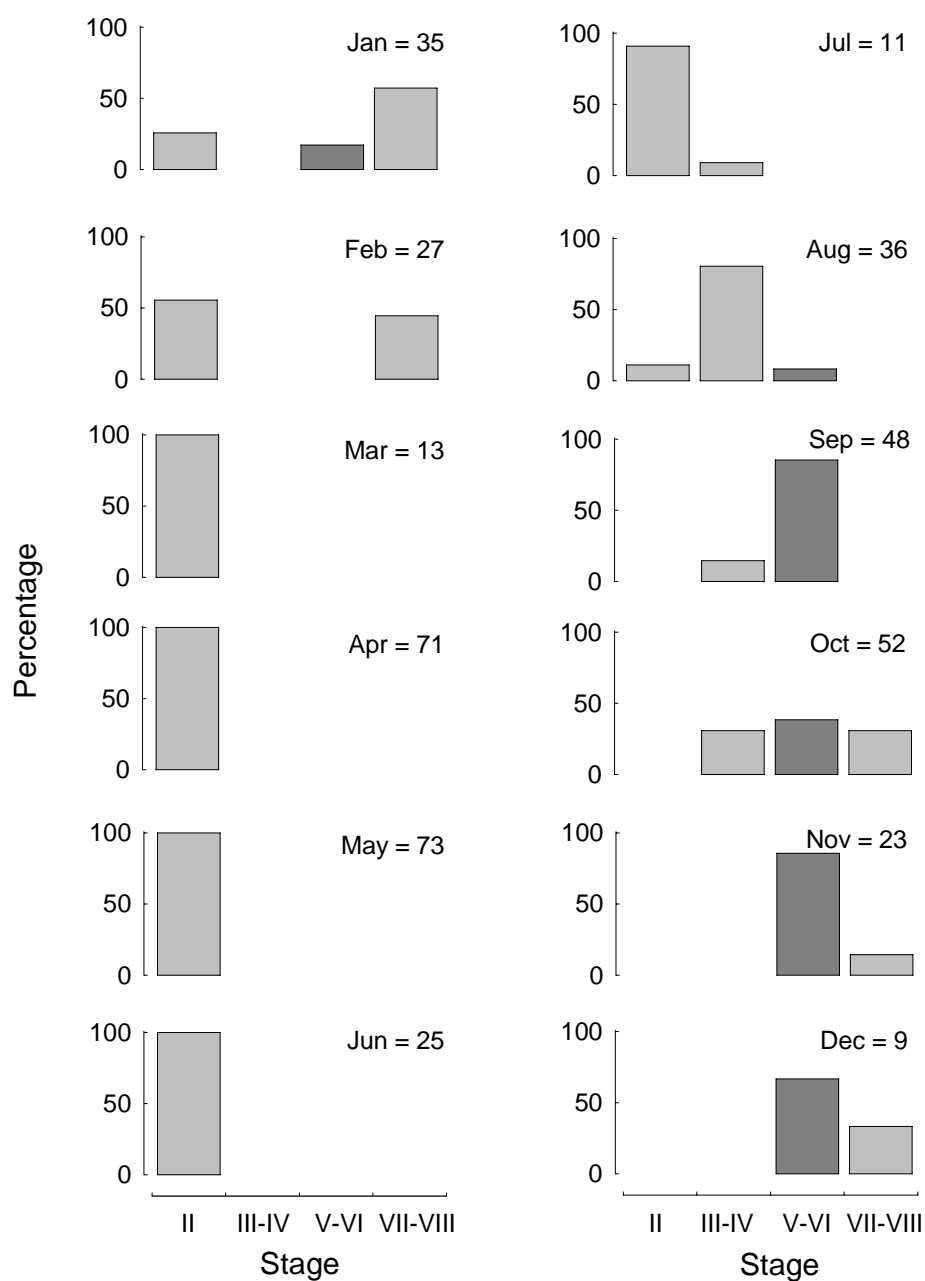 100
Jan = 35
50
0
100
Feb = 27
50
0
100
Mar = 13
50
0
100
Apr = 71
50
0
100
May = 73
50
0
100
Jun = 25
50
0
II III-IV V-VI VII-VIII
Stage
Percentage
100
Jul = 11
50
0
100
Aug = 36
50
0
100
Sep = 48
50
0
100
Oct = 52
50
0
100
Nov = 23
50
0
100
Dec = 9
50
0
II III-IV V-VI VII-VIII
Stage